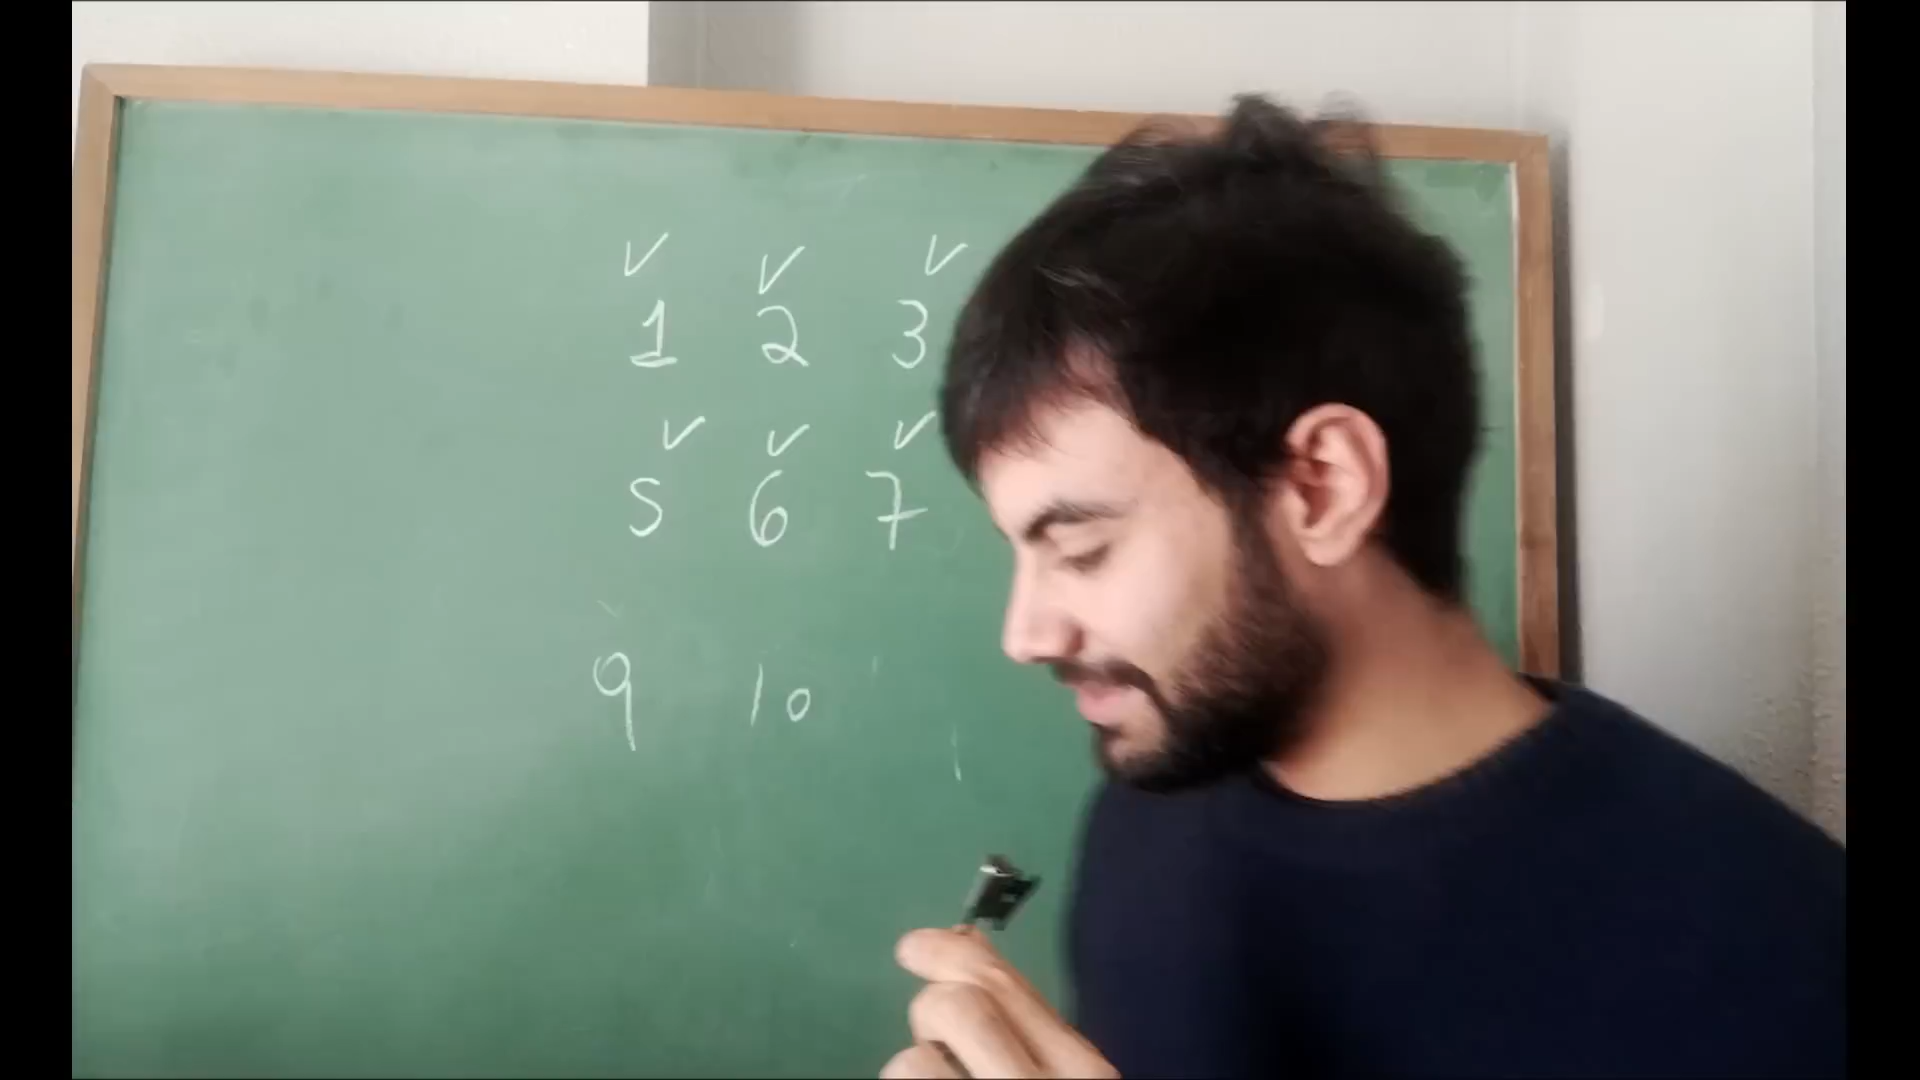 ✓ ✓ ✓
1 2 3
✓ ✓ ✓
5 6 7
9 10